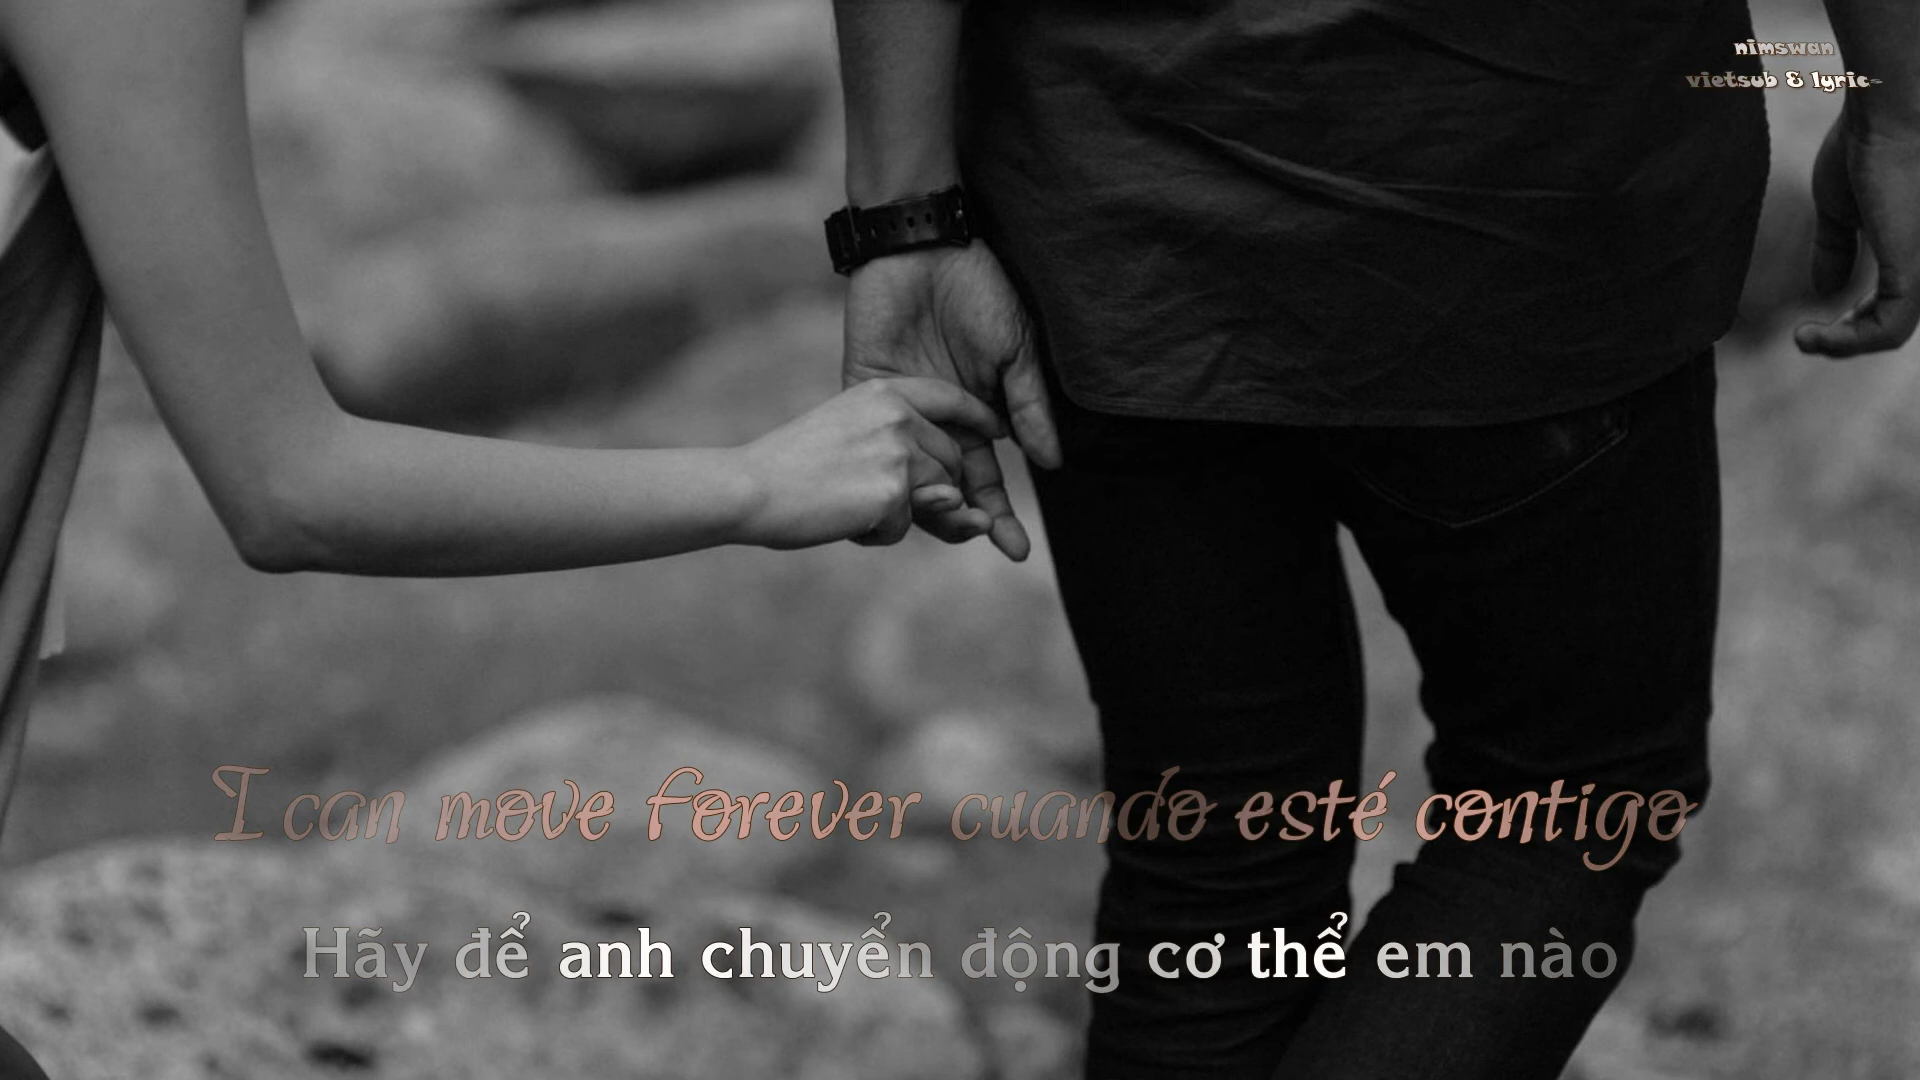 nimswan
vietsub & lyric
I can move forever cuando esté contigo
Hãy để anh chuyển động cơ thể em nào